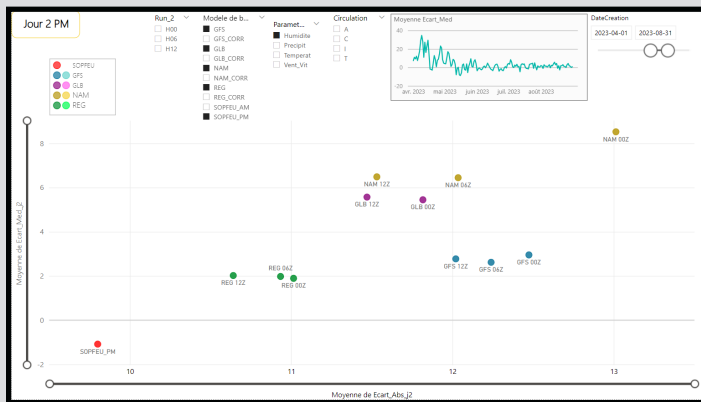 Jour 2 PM
Run_2
H00
H06
H12
Modele de b...
GFS
GFS_CORR
GLB
GLB_CORR
NAM
NAM_CORR
REG
REG_CORR
SOPFEU_AM
SOPFEU_PM
Paramet...
Humidite
Precipit
Temperat
Vent_Vit
Circulation
A
C
I
T
Moyenne Ecart_Med
40
20
0
-20
avr. 2023 mai 2023 juin 2023 juil. 2023 août 2023
DateCreation
2023-04-01 2023-08-31
SOPFEU
GFS
GLB
NAM
REG
Moyenne de Ecart_Med_j2
8
6
4
2
0
-2
NAM 00Z
NAM 12Z
NAM 06Z
GLB 12Z
GLB 00Z
GFS 12Z
GFS 06Z
GFS 00Z
REG 12Z
REG 06Z
REG 00Z
SOPFEU_PM
10 11 12 13
Moyenne de Ecart_Abs_j2